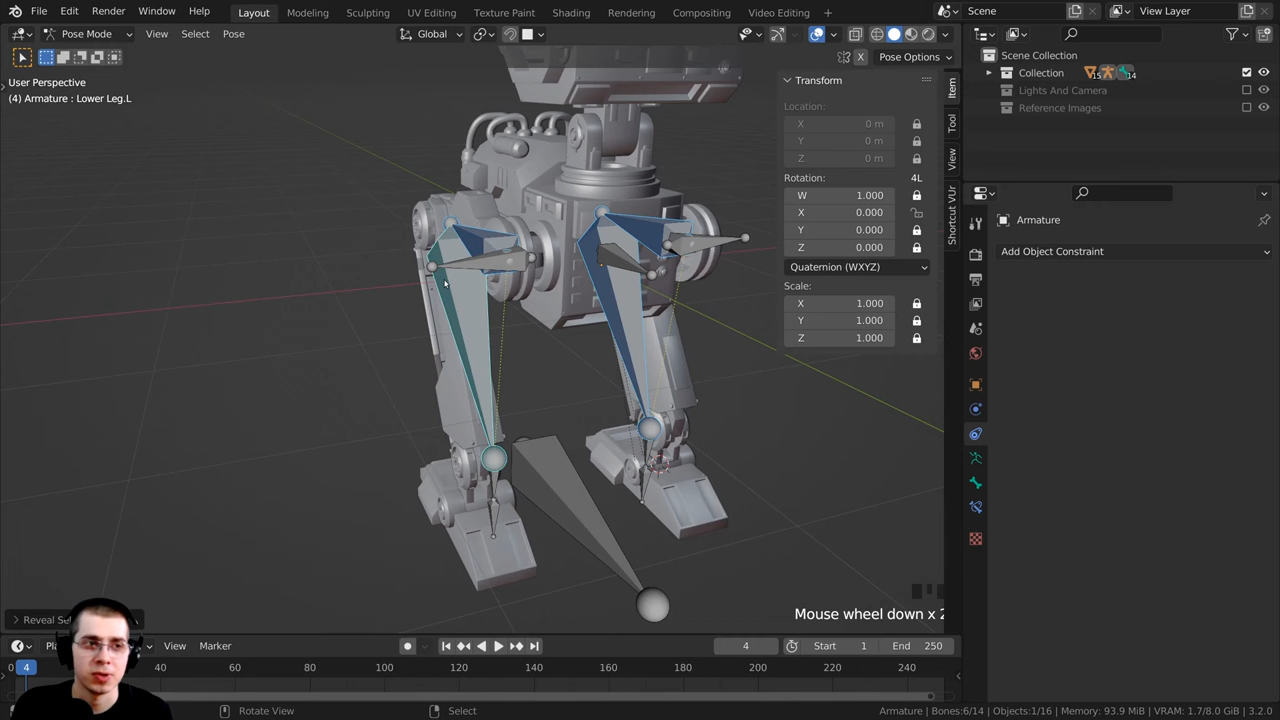 File Edit Render Window Help Layout Modeling Sculpting UV Editing Texture Paint Shading Rendering Compositing Video Editing + Scene View Layer
Pose Mode View Select Pose Global
X Pose Options
User Perspective
(4) Armature : Lower Leg.L
Transform
Location:
X 0 m
Y 0 m
Z 0 m
Rotation: 4L
W 1.000
X 0.000
Y 0.000
Z 0.000
Quaternion (WXYZ)
Scale:
X 1.000
Y 1.000
Z 1.000
Item
Tool
View
Shortcut VUr
Scene Collection
Collection 15 14
Lights And Camera
Reference Images
Armature
Add Object Constraint
Mouse wheel down x 2
View Marker 4 Start 1 End 250
0 4 40 60 80 100 120 140 160 180 200 220 240
Rotate View Select Armature | Bones:6/14 | Objects:1/16 | Memory: 93.9 MiB | VRAM: 1.7/8.0 GiB | 3.2.0